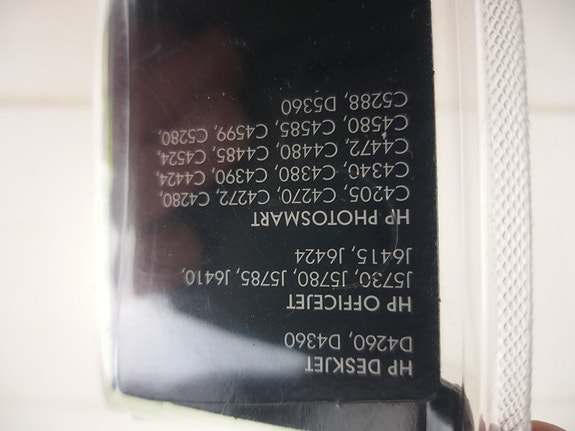 HP DESKJET
D4260, D4360
HP OFFICEJET
J5730, J5780, J5785, J6410,
J6415, J6424
HP PHOTOSMART
C4205, C4270, C4272, C4280,
C4340, C4380, C4390, C4424,
C4472, C4480, C4485, C4524,
C4580, C4585, C4599, C5280,
C5288, D5360